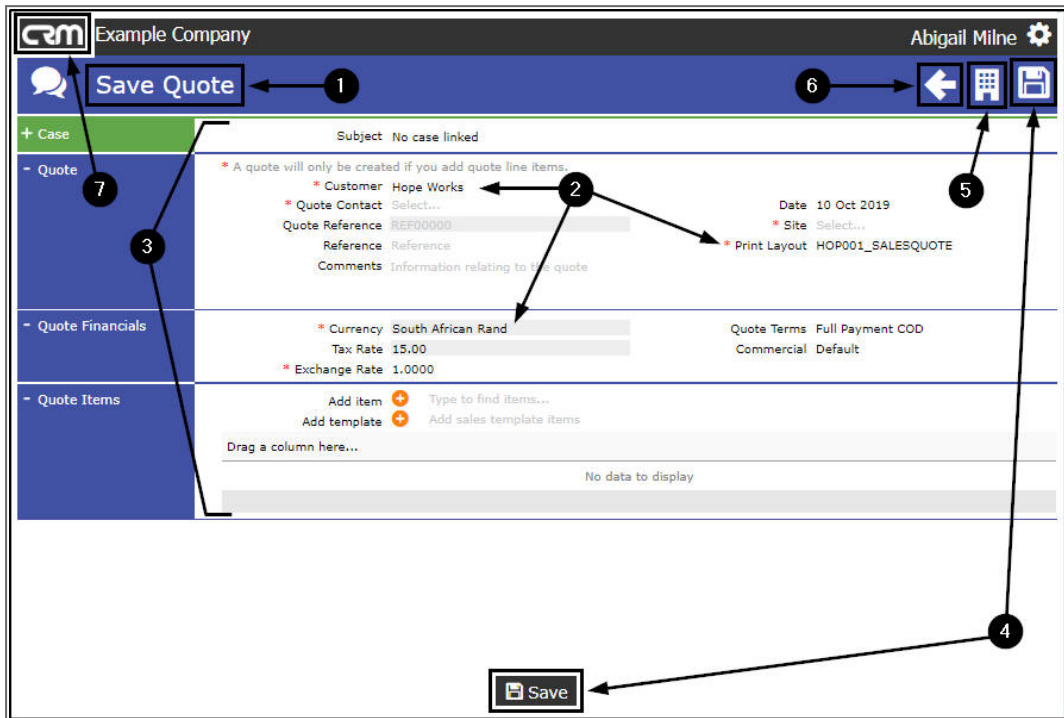 CRM Example Company Abigail Milne
Save Quote 1 6
+ Case Subject No case linked
- Quote * A quote will only be created if you add quote line items.
7 5
* Customer Hope Works 2
* Quote Contact Select... Date 10 Oct 2019
Quote Reference REF00000 * Site Select...
3
Reference Reference * Print Layout HOP001_SALESQUOTE
Comments Information relating to the quote
- Quote Financials * Currency South African Rand Quote Terms Full Payment COD
Tax Rate 15.00 Commercial Default
* Exchange Rate 1.0000
- Quote Items Add item Type to find items...
Add template Add sales template items
Drag a column here...
No data to display
4
Save